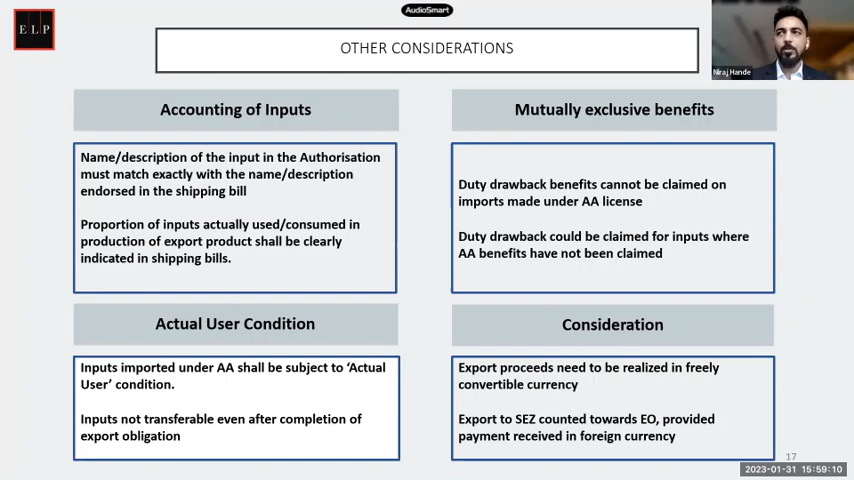 AudioSmart
ELP
OTHER CONSIDERATIONS
Niraj Hande
Accounting of Inputs
Name/description of the input in the Authorisation
must match exactly with the name/description
endorsed in the shipping bill
Proportion of inputs actually used/consumed in
production of export product shall be clearly
indicated in shipping bills.
Mutually exclusive benefits
Duty drawback benefits cannot be claimed on
imports made under AA license
Duty drawback could be claimed for inputs where
AA benefits have not been claimed
Actual User Condition
Inputs imported under AA shall be subject to ‘Actual
User’ condition.
Inputs not transferable even after completion of
export obligation
Consideration
Export proceeds need to be realized in freely
convertible currency
Export to SEZ counted towards EO, provided
payment received in foreign currency
17
2023-01-31 15:59:10